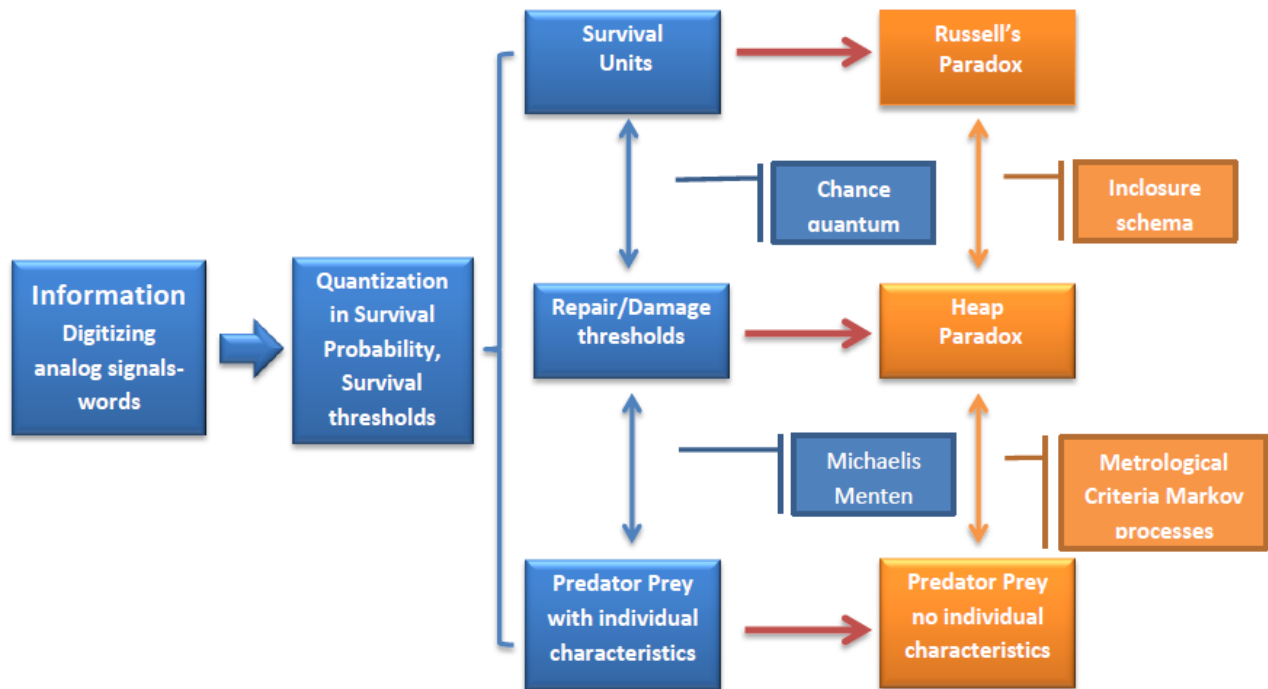 Survival
Units
Russell's
Paradox
Chance
quantum
Inclosure
schema
Information
Digitizing
analog signals-
words
Quantization
in Survival
Probability,
Survival
thresholds
Repair/Damage
thresholds
Heap
Paradox
Michaelis
Menten
Metrological
Criteria Markov
processes
Predator Prey
with individual
characteristics
Predator Prey
no individual
characteristics